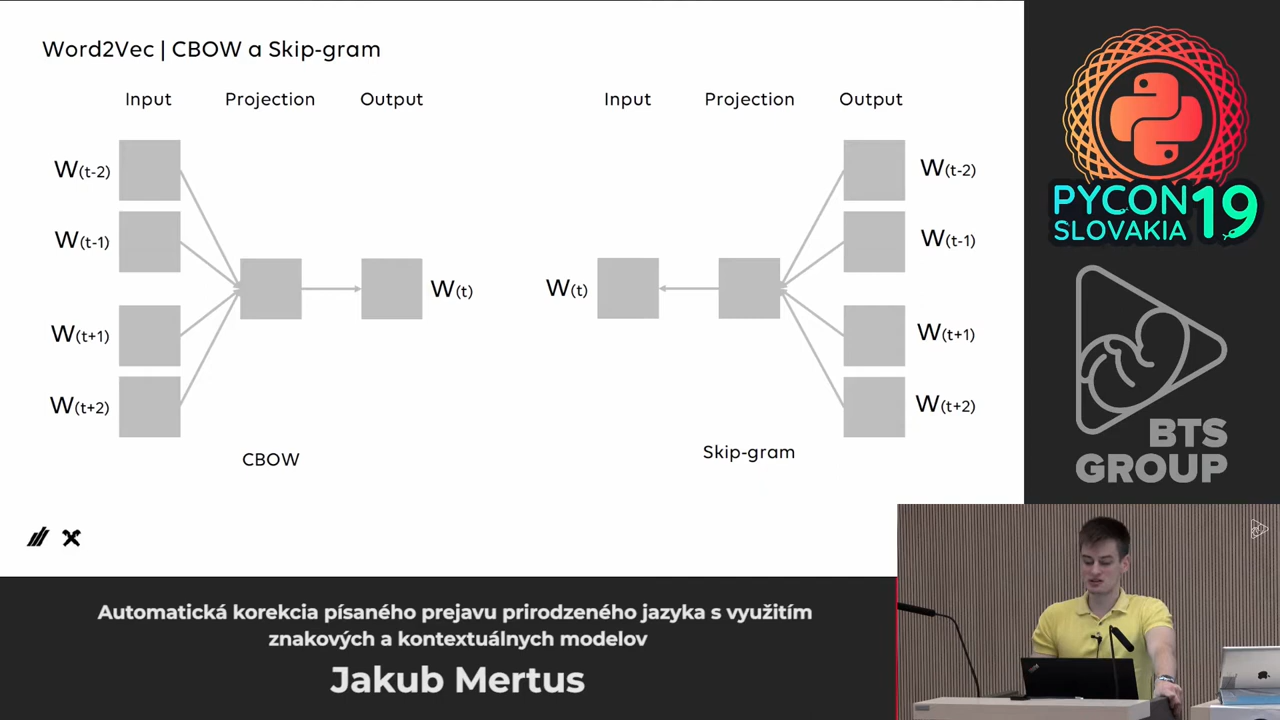 Word2Vec | CBOW a Skip-gram
Input Projection Output
W(t-2)
W(t-1)
W(t+1)
W(t+2)
W(t)
CBOW
Input Projection Output
W(t)
W(t-2)
W(t-1)
W(t+1)
W(t+2)
Skip-gram
PYCON 19
SLOVAKIA
BTS
GROUP
Automatická korekcia písaného prejavu prirodzeného jazyka s využitím
znakových a kontextuálnych modelov
Jakub Mertus